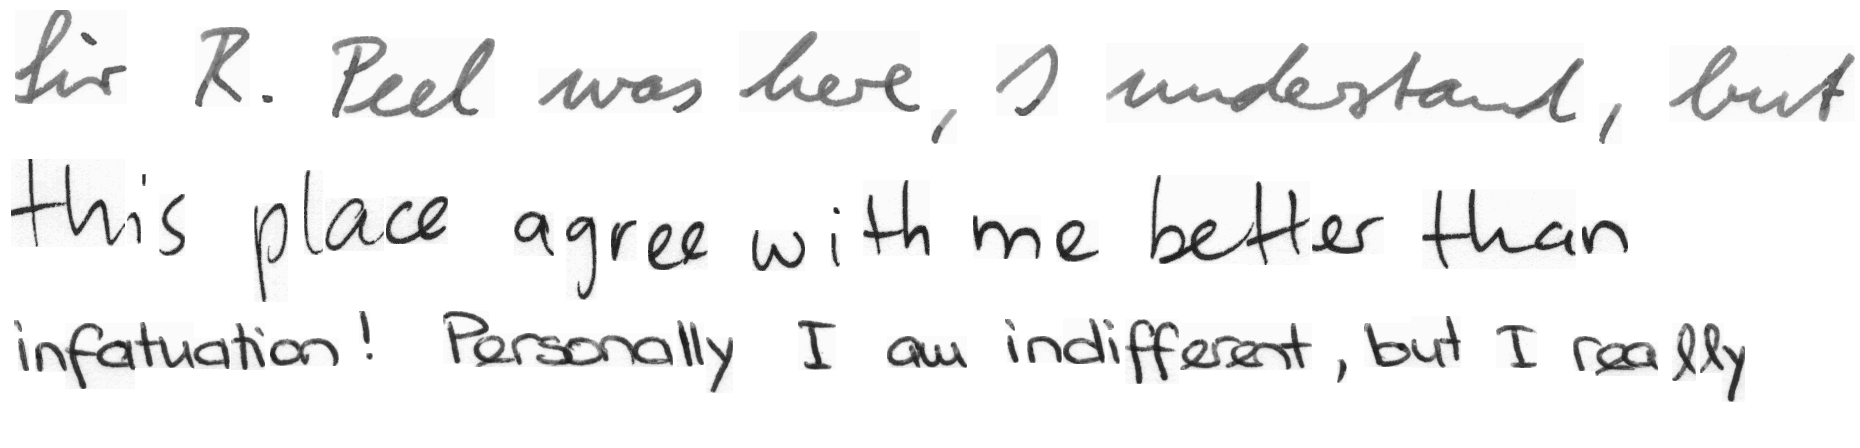 Sir R. Peel was here, I understand, but
this place agree with me better than
infatuation! Personally I am indifferent, but I really